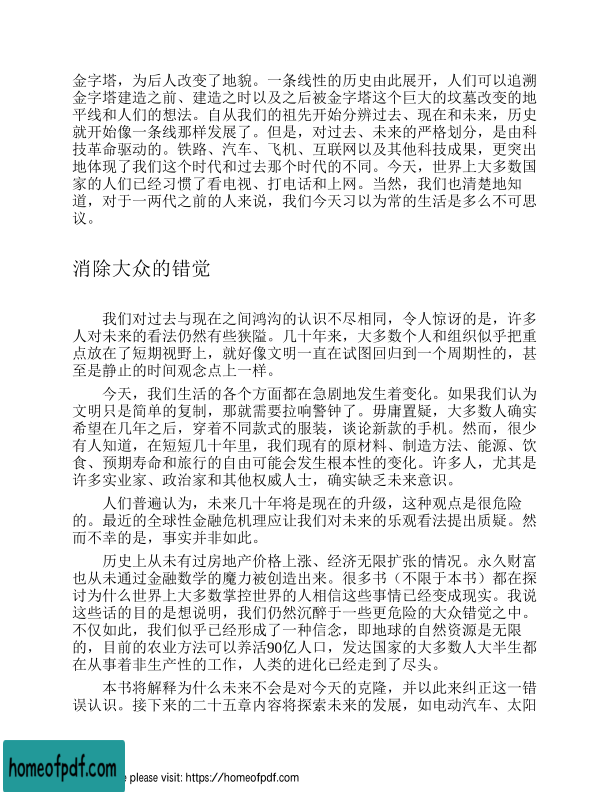 金字塔，为后人改变了地貌。一条线性的历史由此展开，人们可以追溯
金字塔建造之前、建造之时以及之后被金字塔这个巨大的坟墓改变的地
平线和人们的想法。自从我们的祖先开始分辨过去、现在和未来，历史
就开始像一条线那样发展了。但是，对过去、未来的严格划分，是由科
技革命驱动的。铁路、汽车、飞机、互联网以及其他科技成果，更突出
地体现了我们这个时代和过去那个时代的不同。今天，世界上大多数国
家的人们已经习惯了看电视、打电话和上网。当然，我们也清楚地知
道，对于一两代之前的人来说，我们今天习以为常的生活是多么不可思
议。
消除大众的错觉
我们对过去与现在之间鸿沟的认识不尽相同，令人惊讶的是，许多
人对未来的看法仍然有些狭隘。几十年来，大多数个人和组织似乎把重
点放在了短期视野上，就好像文明一直在试图回归到一个周期性的，甚
至是静止的时间观念点上一样。
今天，我们生活的各个方面都在急剧地发生着变化。如果我们认为
文明只是简单的复制，那就需要拉响警钟了。毋庸置疑，大多数人确实
希望在几年之后，穿着不同款式的服装，谈论新款的手机。然而，很少
有人知道，在短短几十年里，我们现有的原材料、制造方法、能源、饮
食、预期寿命和旅行的自由可能会发生根本性的变化。许多人，尤其是
许多实业家、政治家和其他权威人士，确实缺乏未来意识。
人们普遍认为，未来几十年将是现在的升级，这种观点是很危险
的。最近的全球性金融危机理应让我们对未来的乐观看法提出质疑。然
而不幸的是，事实并非如此。
历史上从未有过房地产价格上涨、经济无限扩张的情况。永久财富
也从未通过金融数学的魔力被创造出来。很多书（不限于本书）都在探
讨为什么世界上大多数掌控世界的人相信这些事情已经变成现实。我说
这些话的目的是想说明，我们仍然沉醉于一些更危险的大众错觉之中。
不仅如此，我们似乎已经形成了一种信念，即地球的自然资源是无限
的，目前的农业方法可以养活90亿人口，发达国家的大多数人大半生都
在从事着非生产性的工作，人类的进化已经走到了尽头。
本书将解释为什么未来不会是对今天的克隆，并以此来纠正这一错
误认识。接下来的二十五章内容将探索未来的发展，如电动汽车、太阳
homeofpdf.com
e please visit: https://homeofpdf.com